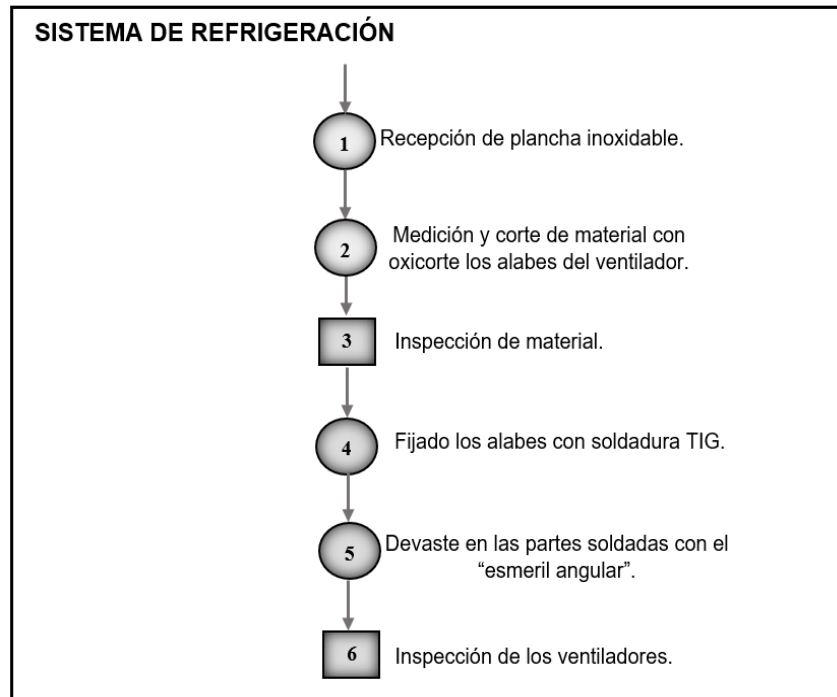 SISTEMA DE REFRIGERACIÓN
1
Recepción de plancha inoxidable.
2
Medición y corte de material con
oxicorte los alabes del ventilador.
3
Inspección de material.
4
Fijado los alabes con soldadura TIG.
5
Devaste en las partes soldadas con el
“esmeril angular”.
6
Inspección de los ventiladores.